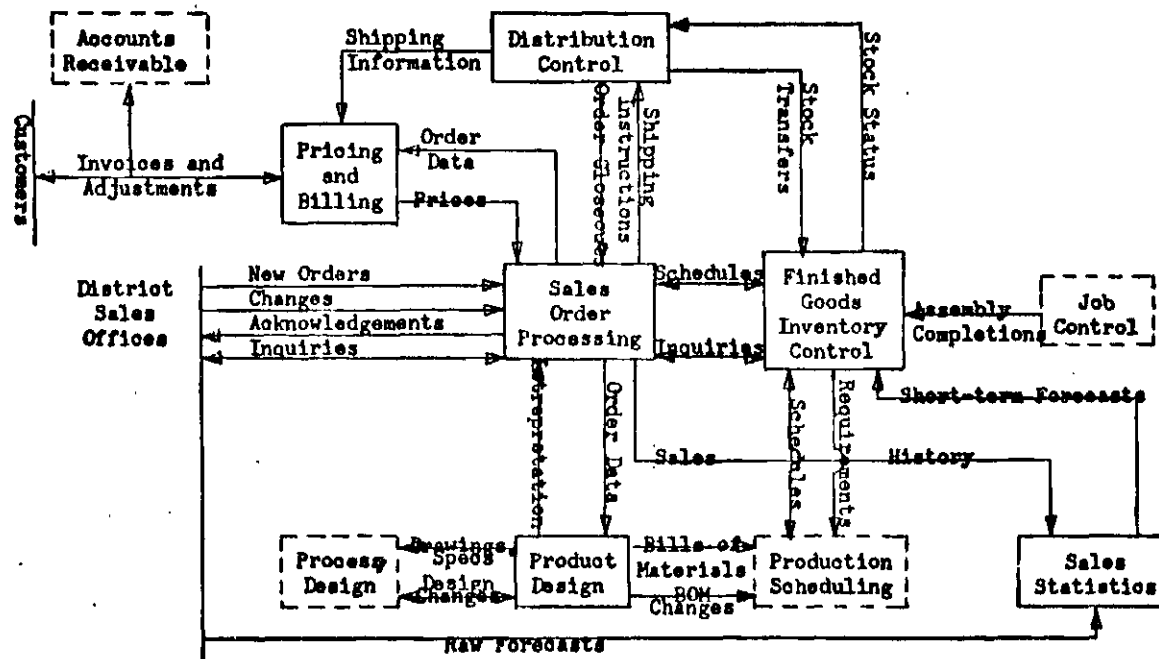 Accounts
Receivable
Shipping
Information
Distribution
Control
Stock Status
Stock
Transfers
Order Closeouts
Shipping
Instructions
Customers
Invoices and
Adjustments
Pricing
and
Billing
Order
Data
Prices
District
Sales
Offices
New Orders
Changes
Acknowledgements
Inquiries
Sales
Order
Processing
Schedules
Inquiries
Finished
Goods
Inventory
Control
Assembly
Completions
Job
Control
Short-term Forecasts
Interpretation
Order Data
Sales History
Schedules
Requirements
Process
Design
Drawings,
Specs
Design
Changes
Product
Design
Bills of
Materials
BOM
Changes
Production
Scheduling
Sales
Statistics
Raw Forecasts